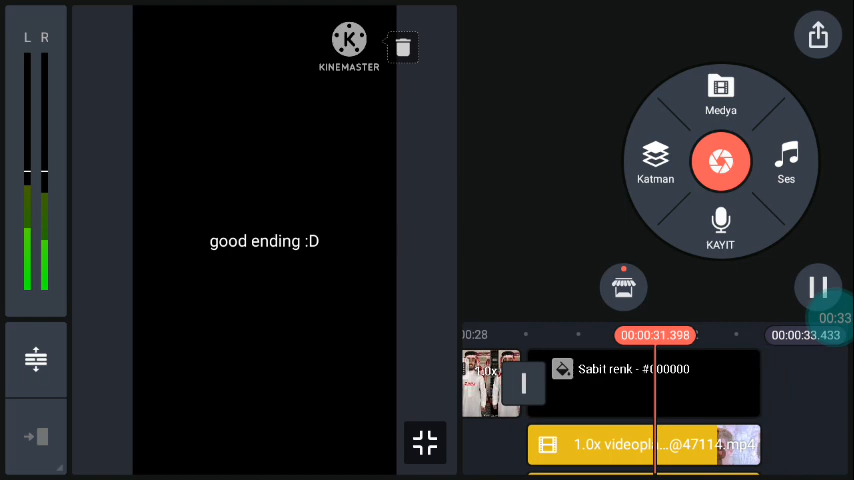 L R
KINEMASTER
good ending :D
Medya
Katman
Ses
KAYIT
00:33
00:28
00:00:31.398
00:00:33.433
1.0x
Sabit renk - #000000
1.0x videopla...@47114.mp4